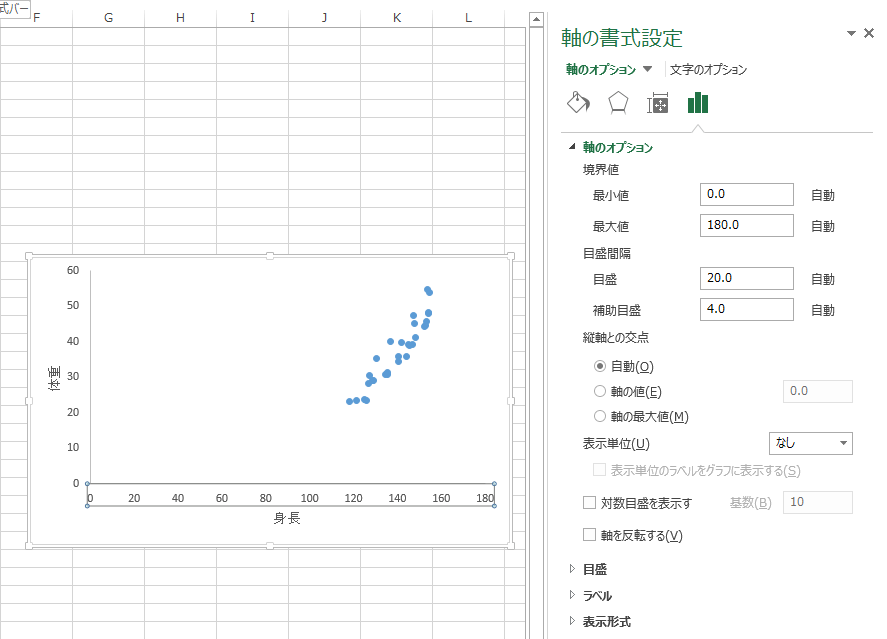 式バー
F G H I J K L
60
50
40
30
20
10
0
体重
0 20 40 60 80 100 120 140 160 180
身長
軸の書式設定
軸のオプション 文字のオプション
軸のオプション
境界値
最小値 0.0 自動
最大値 180.0 自動
目盛間隔
目盛 20.0 自動
補助目盛 4.0 自動
縦軸との交点
自動(O)
軸の値(E) 0.0
軸の最大値(M)
表示単位(U) なし
表示単位のラベルをグラフに表示する(S)
対数目盛を表示する 基数(B) 10
軸を反転する(V)
目盛
ラベル
表示形式